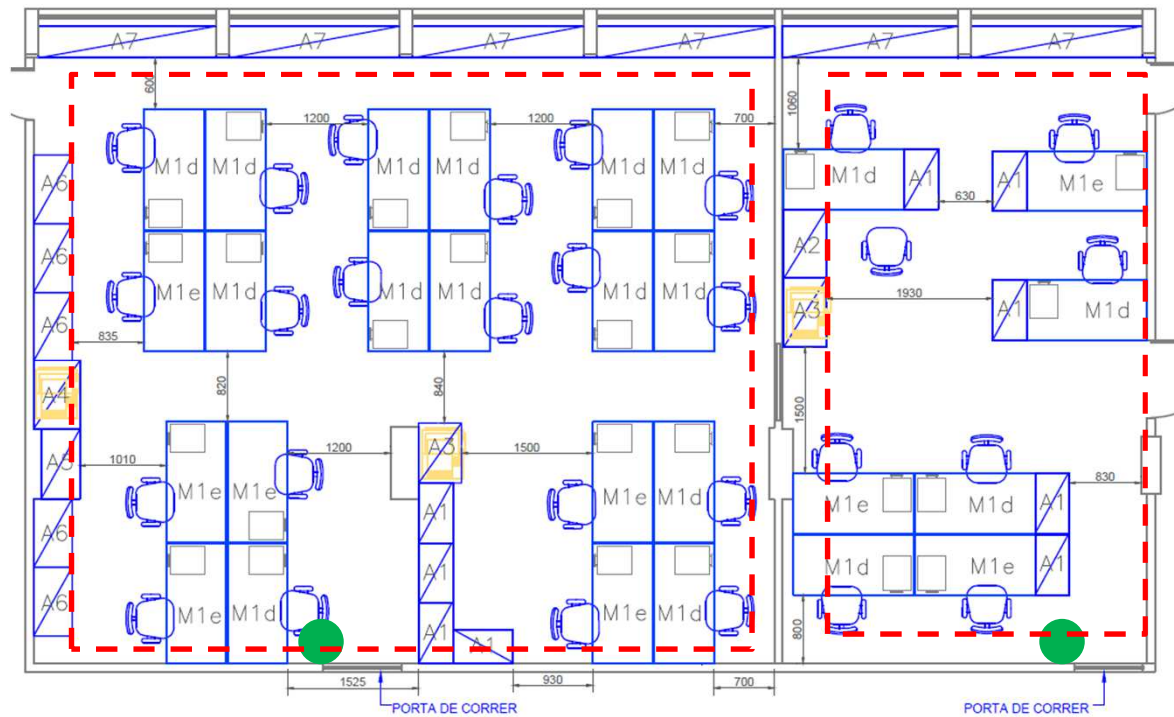 A7 A7 A7 A7 A7 A7
600
1060
1200 1200 700
M1d M1d M1d M1d M1d M1d
M1d A1 A1 M1e
A6
630
A2
A6
M1e M1d M1d M1d M1d M1d
1930
A3 A1 M1d
A6
835
820
840
A4
1500
A3
1200 1500
A5
1010
830
M1e M1e M1e M1d
M1e M1d A1
A6
A1
M1d M1e A1
A1
A6
M1e M1d M1e M1d
A1 A1
800
1525 930 700
PORTA DE CORRER PORTA DE CORRER